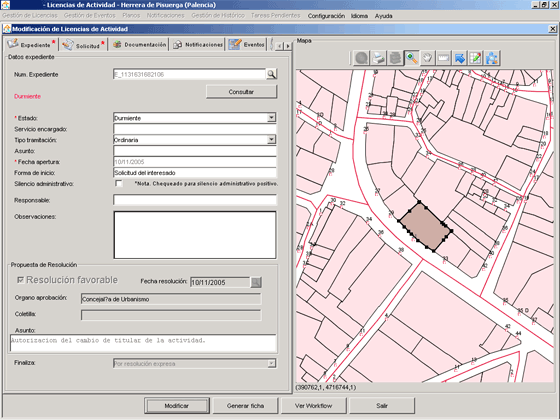 - Licencias de Actividad - Herrera de Pisuerga (Palencia)
Gestión de Licencias Gestión de Eventos Planos Notificaciones Gestión de Histórico Tareas Pendientes Configuración Idioma Ayuda
Modificación de Licencias de Actividad
Expediente * Solicitud * Documentación Notificaciones Eventos
Mapa
Datos expediente
Num. Expediente E_1131631682106
Durmiente Consultar
* Estado: Durmiente
Servicio encargado:
Tipo tramitación: Ordinaria
Asunto:
* Fecha apertura: 10/11/2005
Forma de inicio: Solicitud del interesado
Silencio administrativo: *Nota. Chequeado para silencio administrativo positivo.
Responsable:
Observaciones:
Propuesta de Resolución
Resolución favorable Fecha resolución: 10/11/2005
Organo aprobación: Concejal?a de Urbanismo
Coletilla:
Asunto:
Autorizacion del cambio de titular de la actividad.
Finaliza: Por resolución expresa
(390762,1, 4716744,1)
Modificar Generar ficha Ver Workflow Salir